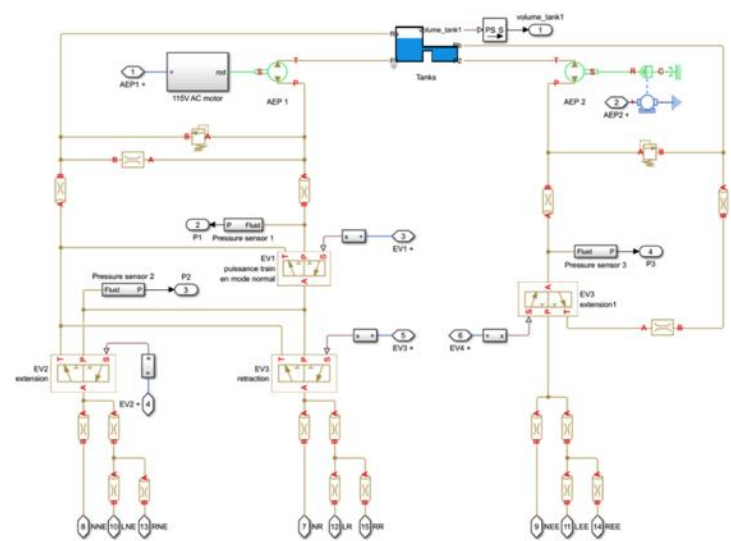 volume_tank1
volume_tank1
PS S
1
Tanks
1
AEP1 +
rod
S
T
P
115V AC motor
AEP 1
T
P
S
R
C
AEP 2
2
AEP2 +
B
A
B
A
A
B
2
P1
P
Fluid
Pressure sensor 1
3
EV1 +
EV1
puissance train
en mode normal
T
P
S
A
Pressure sensor 2
P2
Fluid
P
3
Fluid
P
4
Pressure sensor 3
P3
A
S
P
T
EV3
extension1
A
B
EV2
extension
T
P
S
A
EV2 +
4
EV3
retraction
T
P
S
A
5
EV3 +
6
EV4 +
8
NNE
10
LNE
13
RNE
7
NR
12
LR
15
RR
9
NEE
11
LEE
14
REE